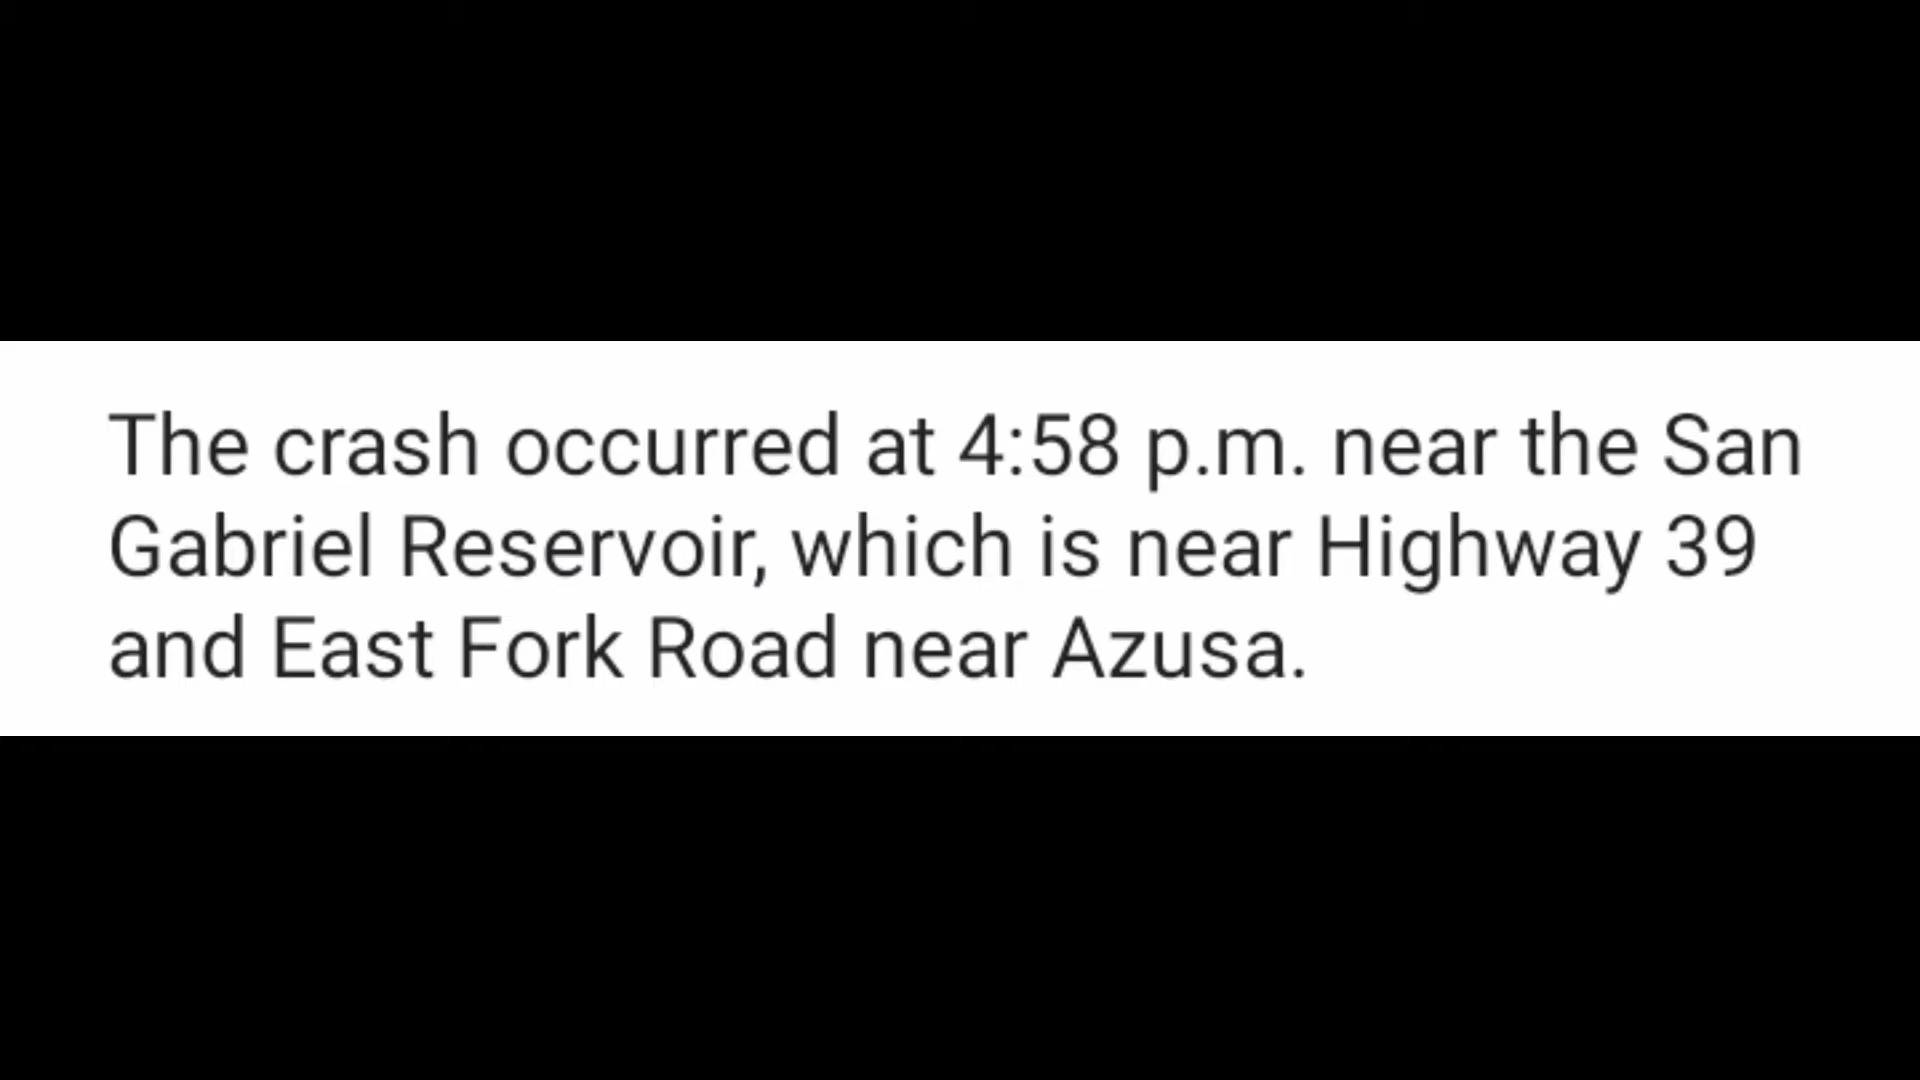 The crash occurred at 4:58 p.m. near the San
Gabriel Reservoir, which is near Highway 39
and East Fork Road near Azusa.